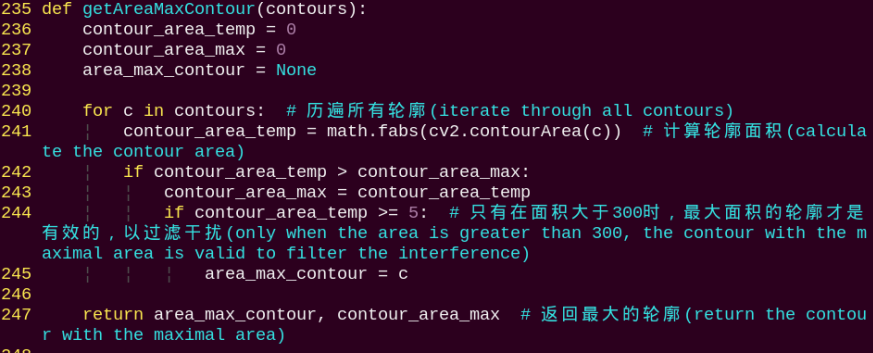 235 def getAreaMaxContour(contours):
236     contour_area_temp = 0
237     contour_area_max = 0
238     area_max_contour = None
239
240     for c in contours:  # 历遍所有轮廓(iterate through all contours)
241     ¦   contour_area_temp = math.fabs(cv2.contourArea(c))  # 计算轮廓面积(calcula
te the contour area)
242     ¦   if contour_area_temp > contour_area_max:
243     ¦   ¦   contour_area_max = contour_area_temp
244     ¦   ¦   if contour_area_temp >= 5:  # 只有在面积大于300时，最大面积的轮廓才是
有效的，以过滤干扰(only when the area is greater than 300, the contour with the m
aximal area is valid to filter the interference)
245     ¦   ¦   ¦   area_max_contour = c
246
247     return area_max_contour, contour_area_max  # 返回最大的轮廓(return the contou
r with the maximal area)